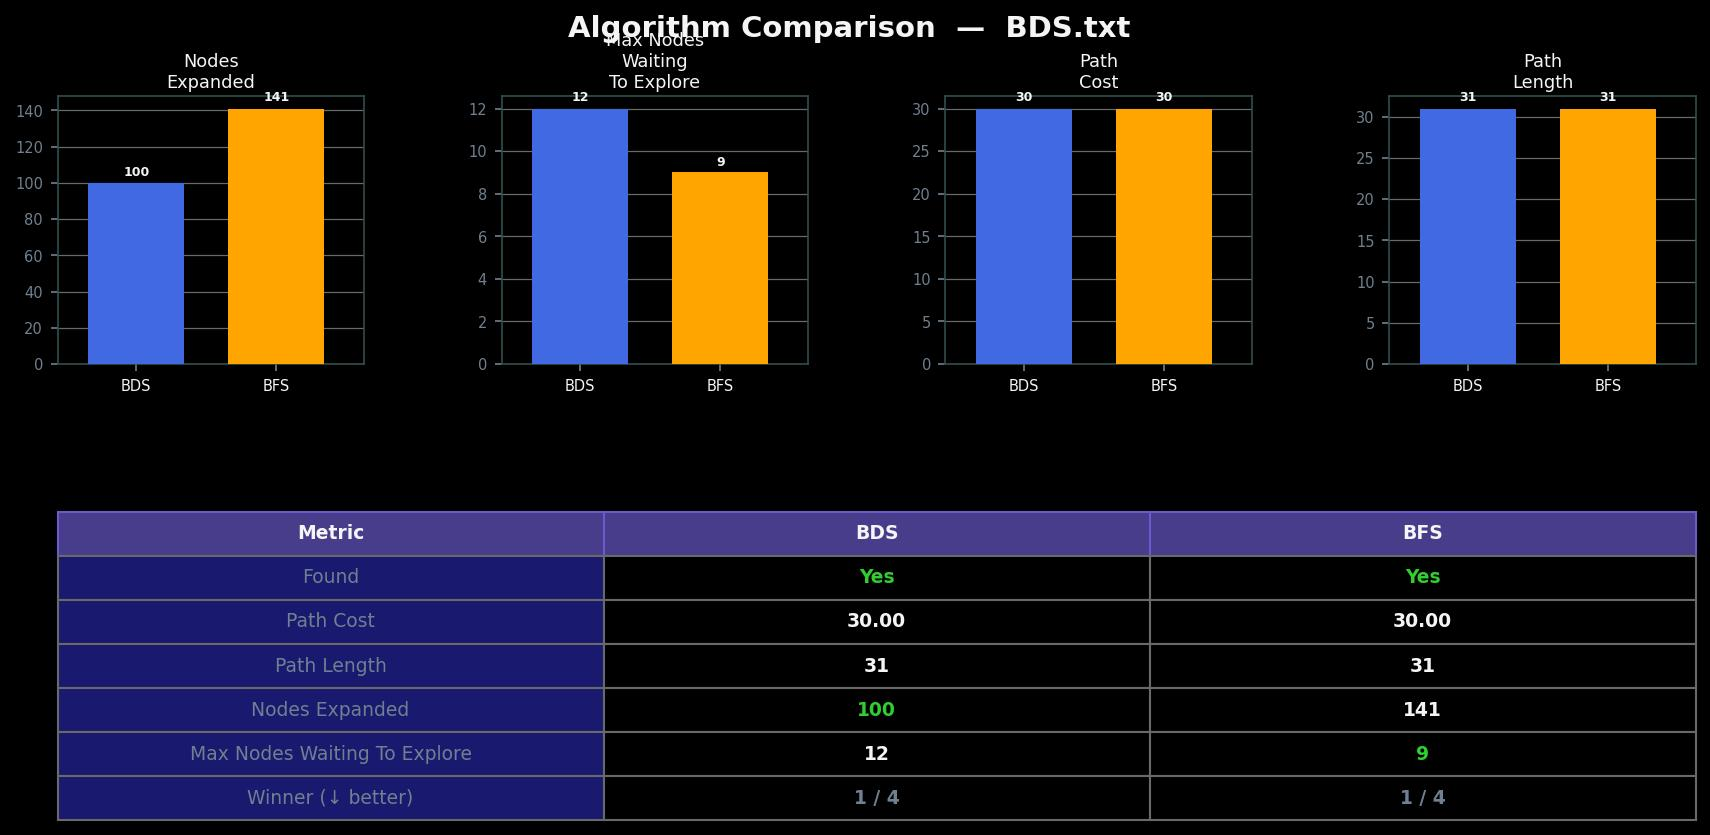 Algorithm Comparison — BDS.txt
Nodes
Expanded
140
120
100
80
60
40
20
0
100
141
BDS BFS
Max Nodes
Waiting
To Explore
12
10
8
6
4
2
0
12
9
BDS BFS
Path
Cost
30
25
20
15
10
5
0
30
30
BDS BFS
Path
Length
30
25
20
15
10
5
0
31
31
BDS BFS
Metric BDS BFS
Found Yes Yes
Path Cost 30.00 30.00
Path Length 31 31
Nodes Expanded 100 141
Max Nodes Waiting To Explore 12 9
Winner (↓ better) 1 / 4 1 / 4